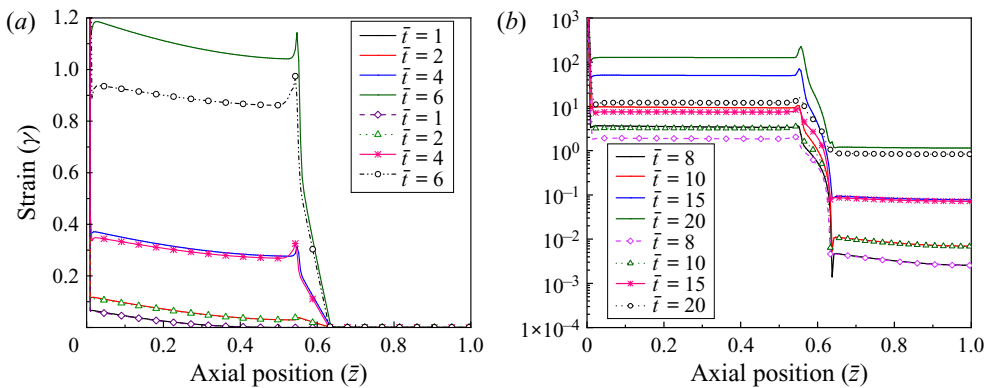 (a)
1.2
1.0
0.8
0.6
0.4
0.2
Strain (γ)
0
0.2
0.4
0.6
0.8
1.0
Axial position (z̄)
t̄ = 1
t̄ = 2
t̄ = 4
t̄ = 6
t̄ = 1
t̄ = 2
t̄ = 4
t̄ = 6
(b)
10³
10²
10¹
10⁰
10⁻¹
10⁻²
10⁻³
1×10⁻⁴
0
0.2
0.4
0.6
0.8
1.0
Axial position (z̄)
t̄ = 8
t̄ = 10
t̄ = 15
t̄ = 20
t̄ = 8
t̄ = 10
t̄ = 15
t̄ = 20